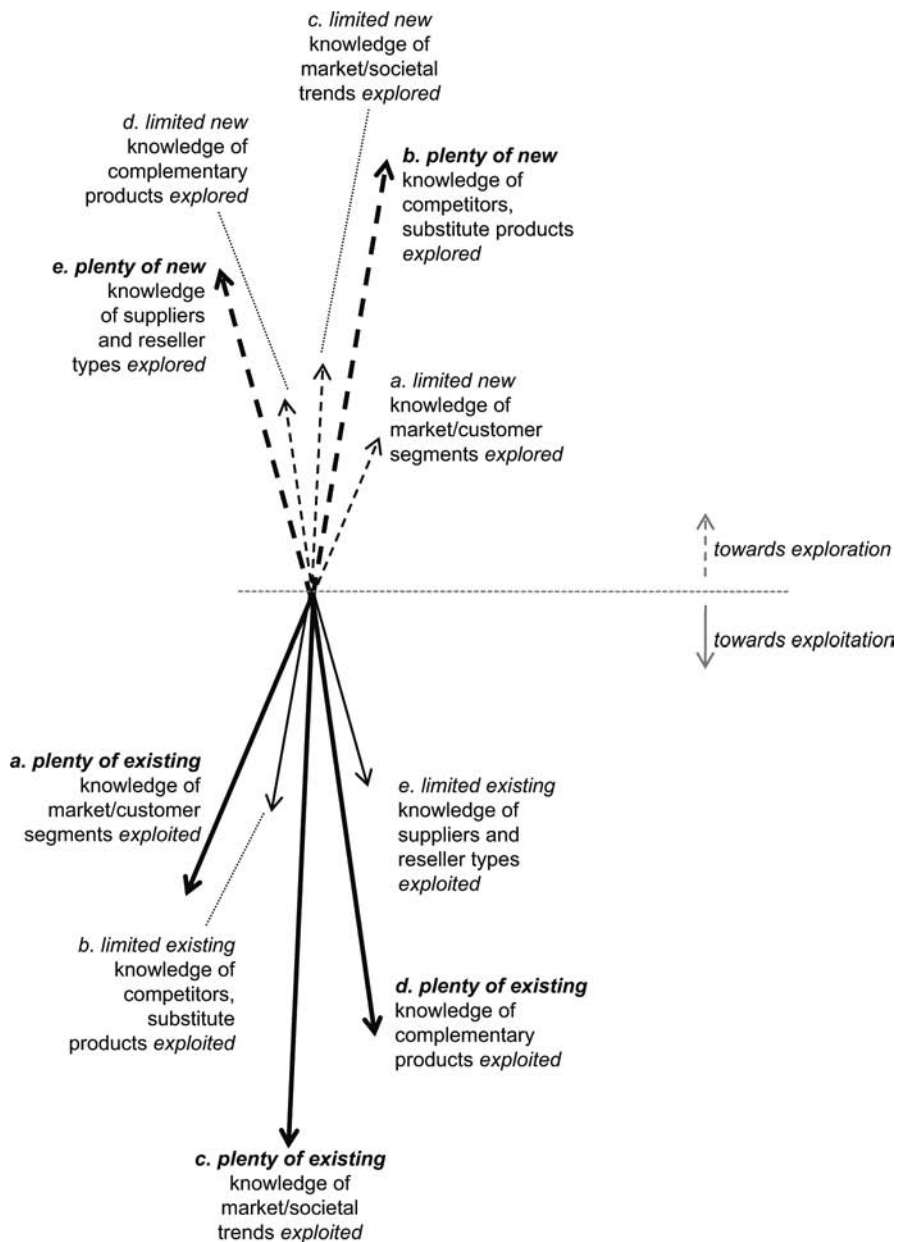 c. limited new
knowledge of
market/societal
trends explored
d. limited new
knowledge of
complementary
products explored
b. plenty of new
knowledge of
competitors,
substitute products
explored
e. plenty of new
knowledge
of suppliers
and reseller
types explored
a. limited new
knowledge of
market/customer
segments explored
towards exploration
towards exploitation
a. plenty of existing
knowledge of
market/customer
segments exploited
e. limited existing
knowledge of
suppliers and
reseller types
exploited
b. limited existing
knowledge of
competitors,
substitute
products exploited
d. plenty of existing
knowledge of
complementary
products exploited
c. plenty of existing
knowledge of
market/societal
trends exploited